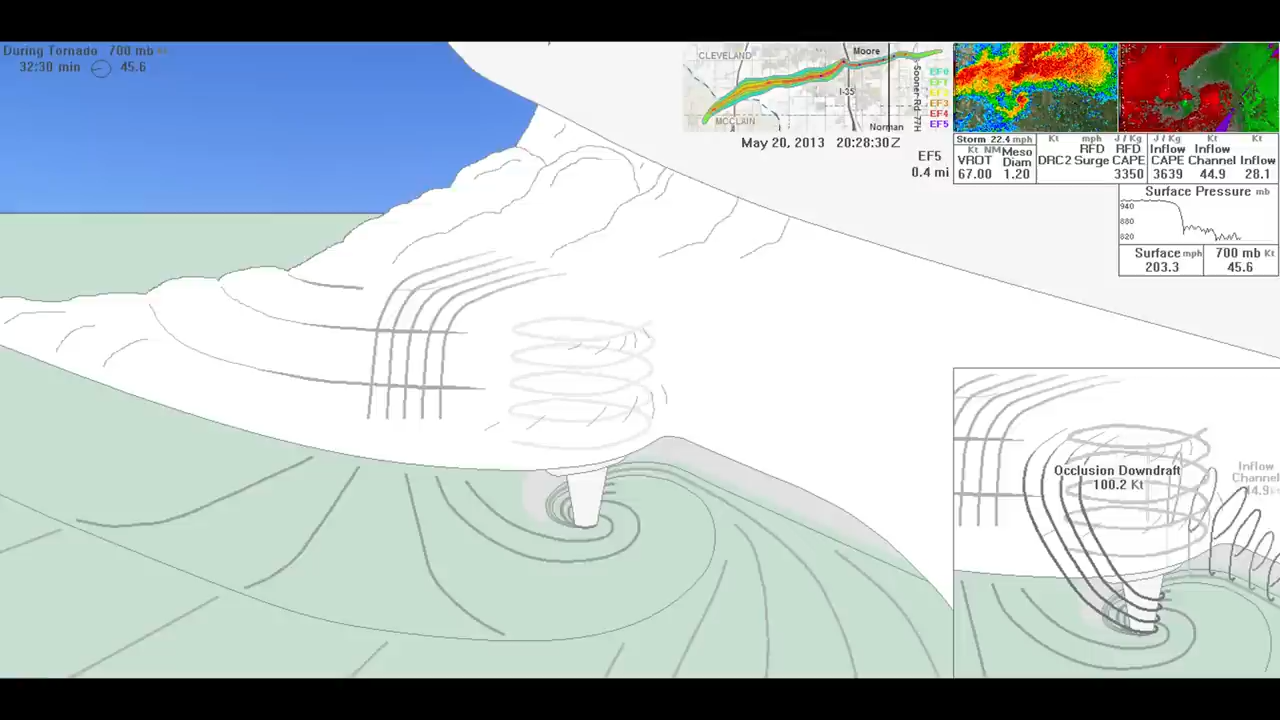 During Tornado 700 mb
32:30 min 45.6
CLEVELAND
Moore
I-35
Sooner-Rd
77H
MCCLAIN
Norman
EF0
EF1
EF2
EF3
EF4
EF5
May 20, 2013 20:28:30Z
EF5
0.4 mi
Storm 22.4 mph
Kt NM
VROT Meso Diam
67.00 1.20
Kt mph J / Kg
DRC2 RFD Surge RFD CAPE
3350
J / Kg Kt Kt
Inflow CAPE Inflow Channel Inflow
3639 44.9 28.1
Surface Pressure mb
940
880
820
Surface mph 700 mb Kt
203.3 45.6
Occlusion Downdraft
100.2 Kt
Inflow
Channel